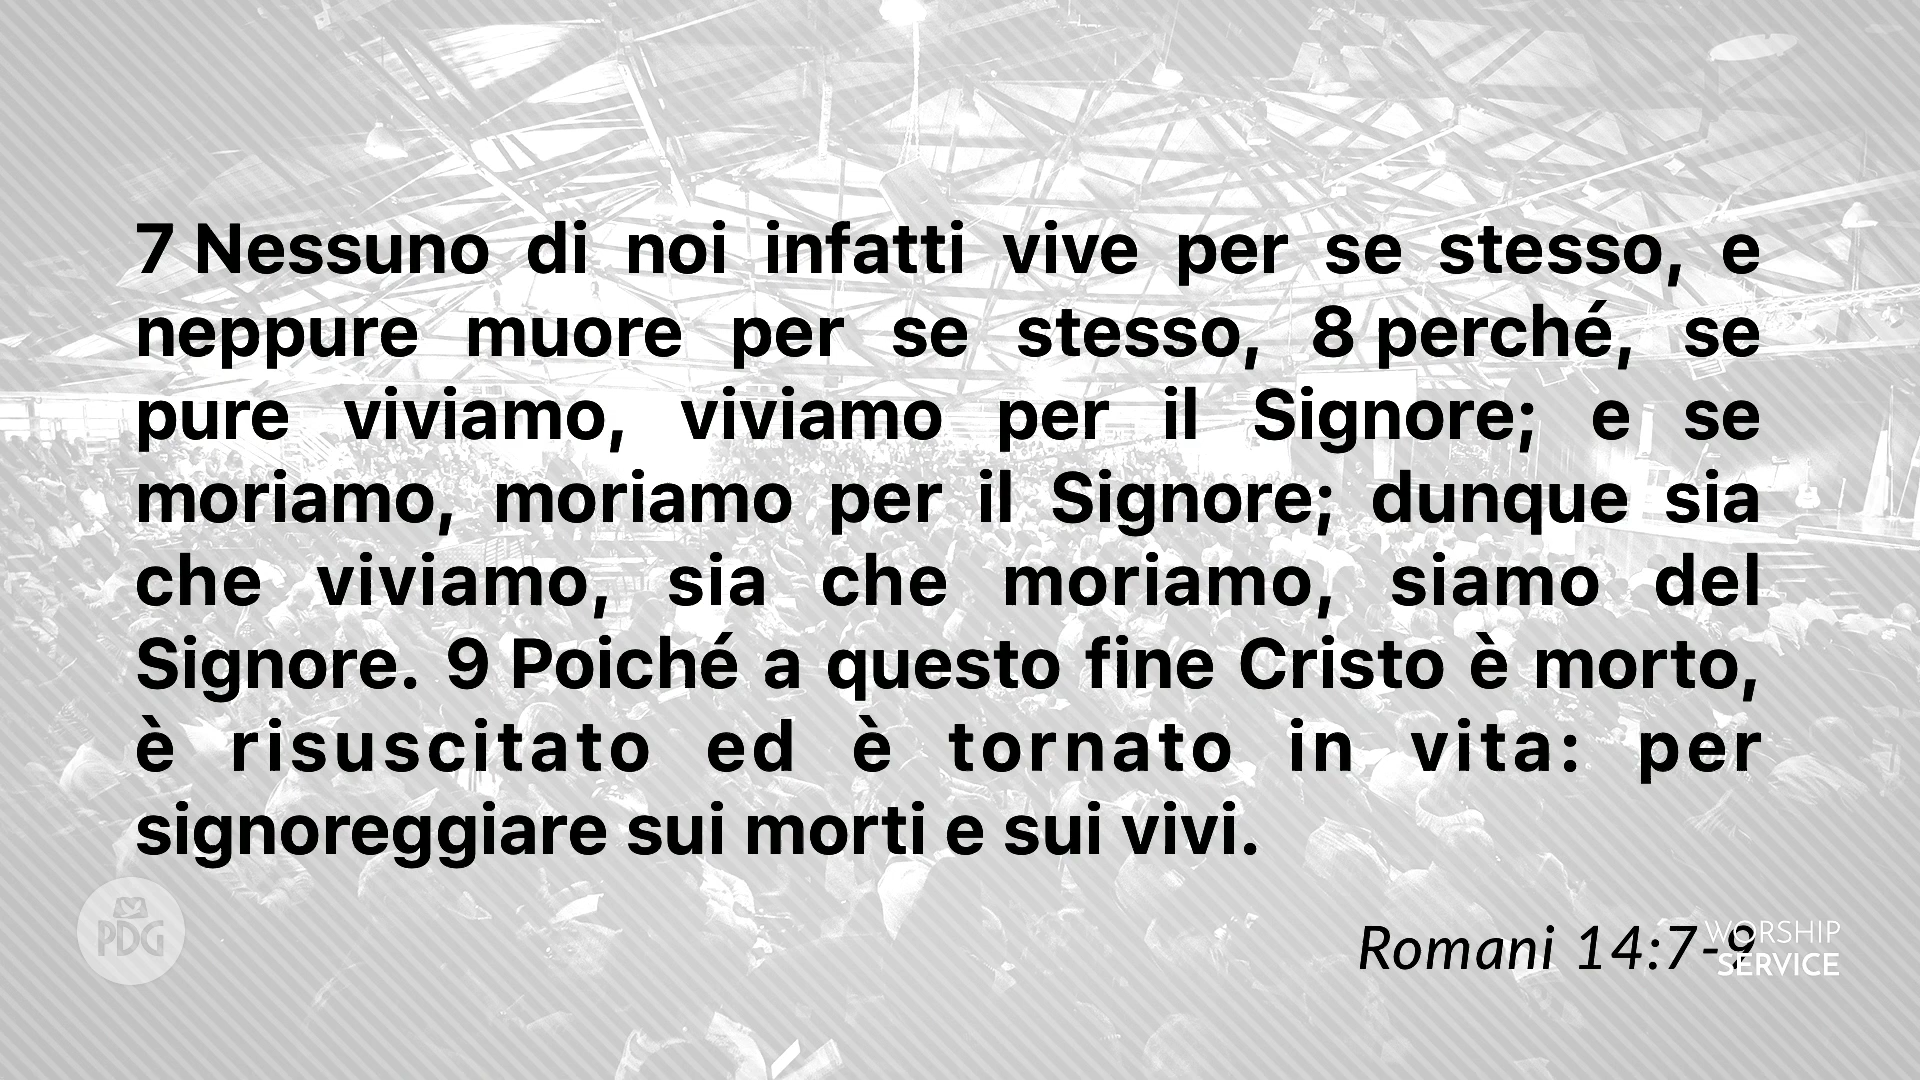 7 Nessuno di noi infatti vive per se stesso, e
neppure muore per se stesso, 8 perché, se
pure viviamo, viviamo per il Signore; e se
moriamo, moriamo per il Signore; dunque sia
che viviamo, sia che moriamo, siamo del
Signore. 9 Poiché a questo fine Cristo è morto,
è risuscitato ed è tornato in vita: per
signoreggiare sui morti e sui vivi.
PDG
Romani 14:7-9
WORSHIP
SERVICE